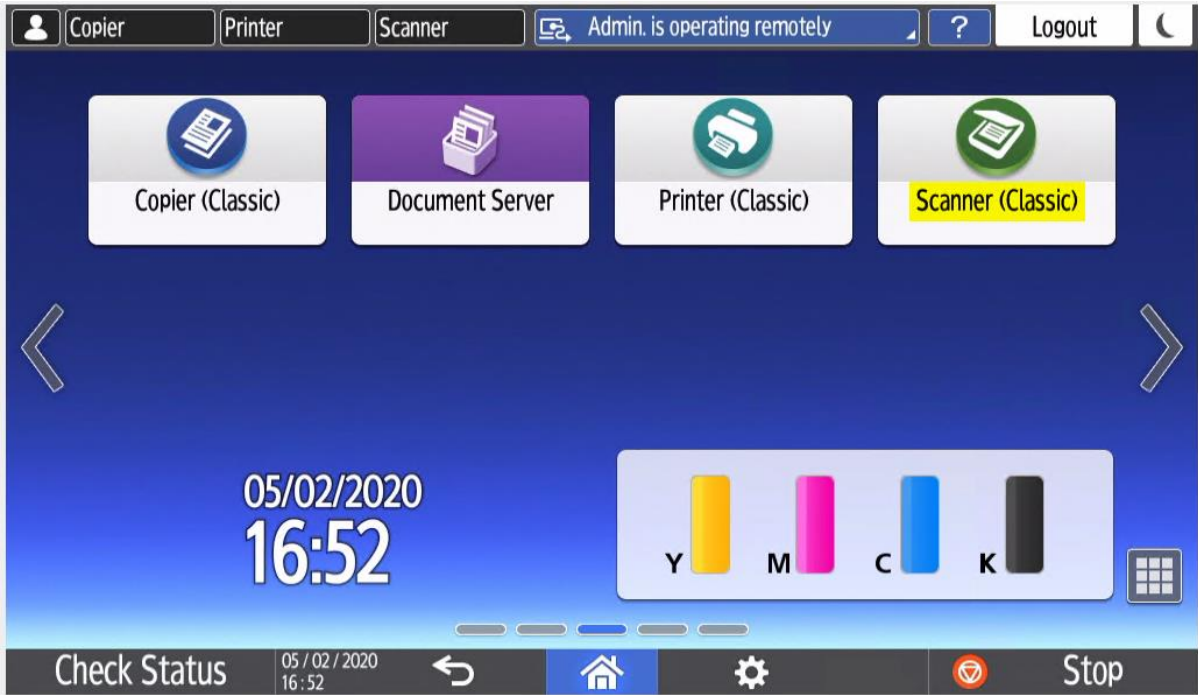 Copier Printer Scanner Admin. is operating remotely ? Logout
Copier (Classic) Document Server Printer (Classic) Scanner (Classic)
05/02/2020
16:52
Y M C K
Check Status 05 / 02 / 2020 Stop
16 : 52